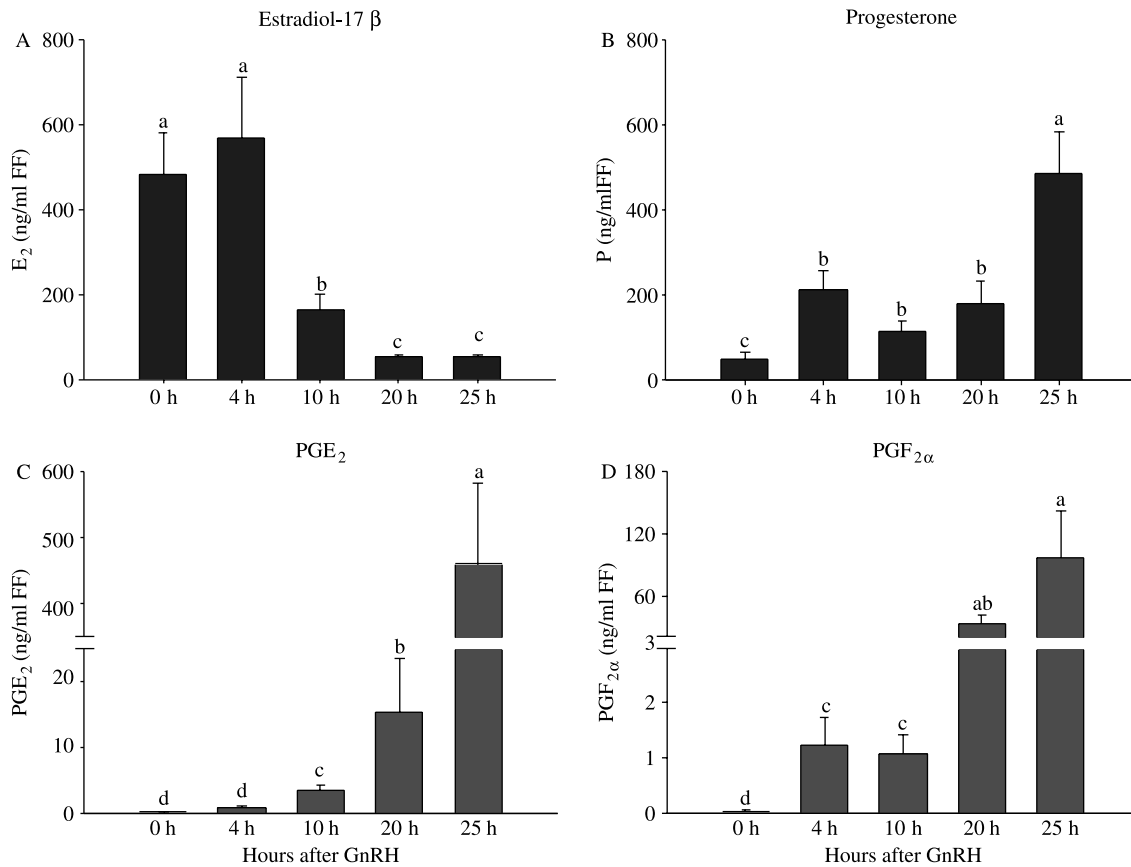 Estradiol-17 β
A
800
600
400
200
0
E2 (ng/ml FF)
a
a
b
c
c
0 h 4 h 10 h 20 h 25 h
Progesterone
B
800
600
400
200
0
P (ng/mlFF)
c
b
b
b
a
0 h 4 h 10 h 20 h 25 h
PGE2
C
600
500
400
20
10
0
PGE2 (ng/ml FF)
d
d
c
b
a
0 h 4 h 10 h 20 h 25 h
Hours after GnRH
PGF2α
D
180
120
60
3
2
1
0
PGF2α (ng/ml FF)
d
c
c
ab
a
0 h 4 h 10 h 20 h 25 h
Hours after GnRH